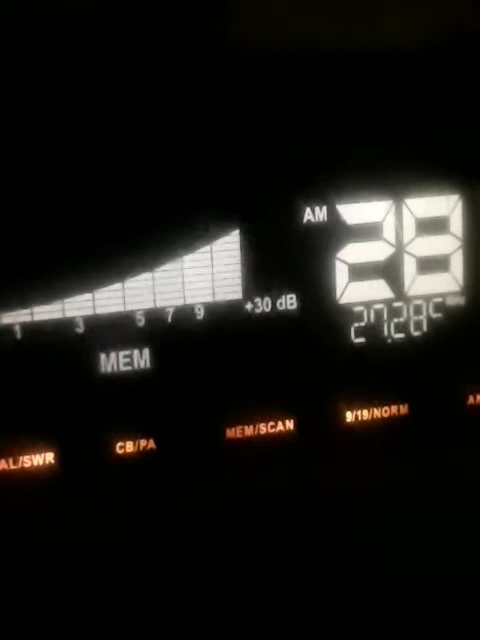 AM 28
27.285
1 3 5 7 9 +30 dB
MEM
AL/SWR CB/PA MEM/SCAN 9/19/NORM